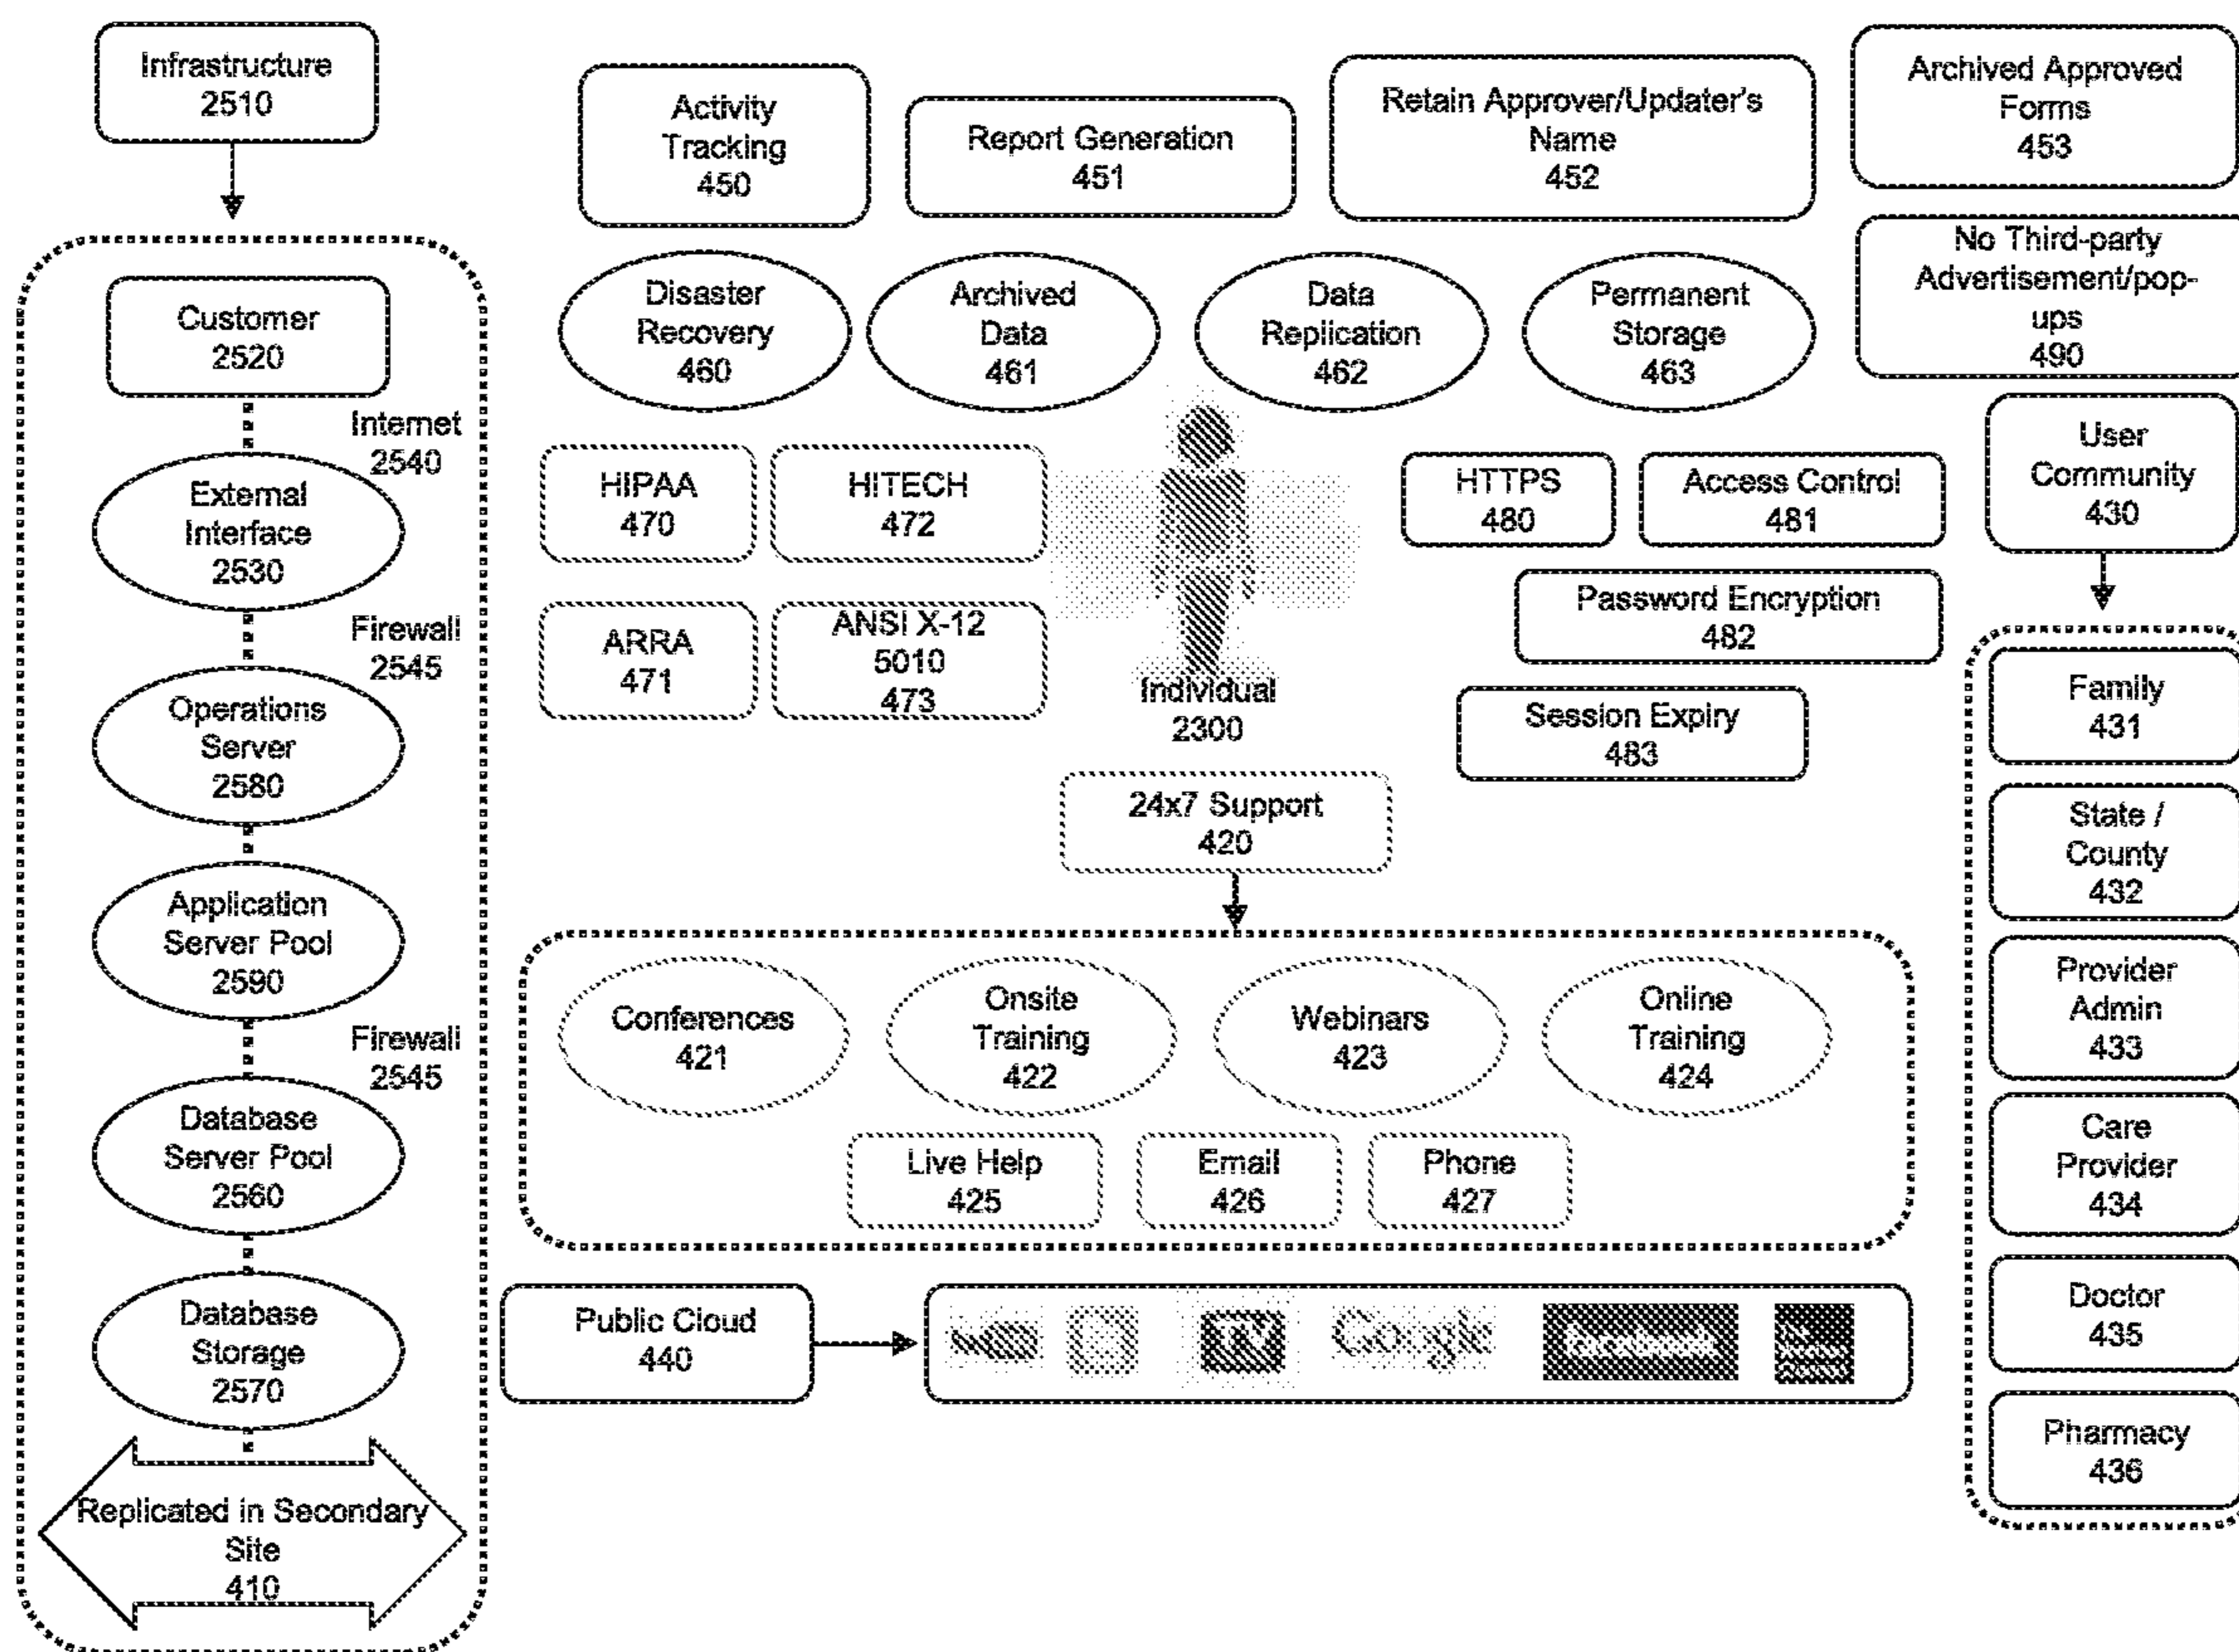 Infrastructure
2510
Customer
2520
Internet
2540
External
Interface
2530
Firewall
2545
Operations
Server
2580
Application
Server Pool
2590
Firewall
2545
Database
Server Pool
2560
Database
Storage
2570
Replicated in Secondary
Site
410
Activity
Tracking
450
Report Generation
451
Retain Approver/Updater's
Name
452
Archived Approved
Forms
453
Disaster
Recovery
460
Archived
Data
461
Data
Replication
462
Permanent
Storage
463
No Third-party
Advertisement/pop-
ups
490
HIPAA
470
HITECH
472
ARRA
471
ANSI X-12
5010
473
Individual
2300
HTTPS
480
Access Control
481
Password Encryption
482
Session Expiry
483
24x7 Support
420
Conferences
421
Onsite
Training
422
Webinars
423
Online
Training
424
Live Help
425
Email
426
Phone
427
Public Cloud
440
TV
Google
facebook
User
Community
430
Family
431
State /
County
432
Provider
Admin
433
Care
Provider
434
Doctor
435
Pharmacy
436